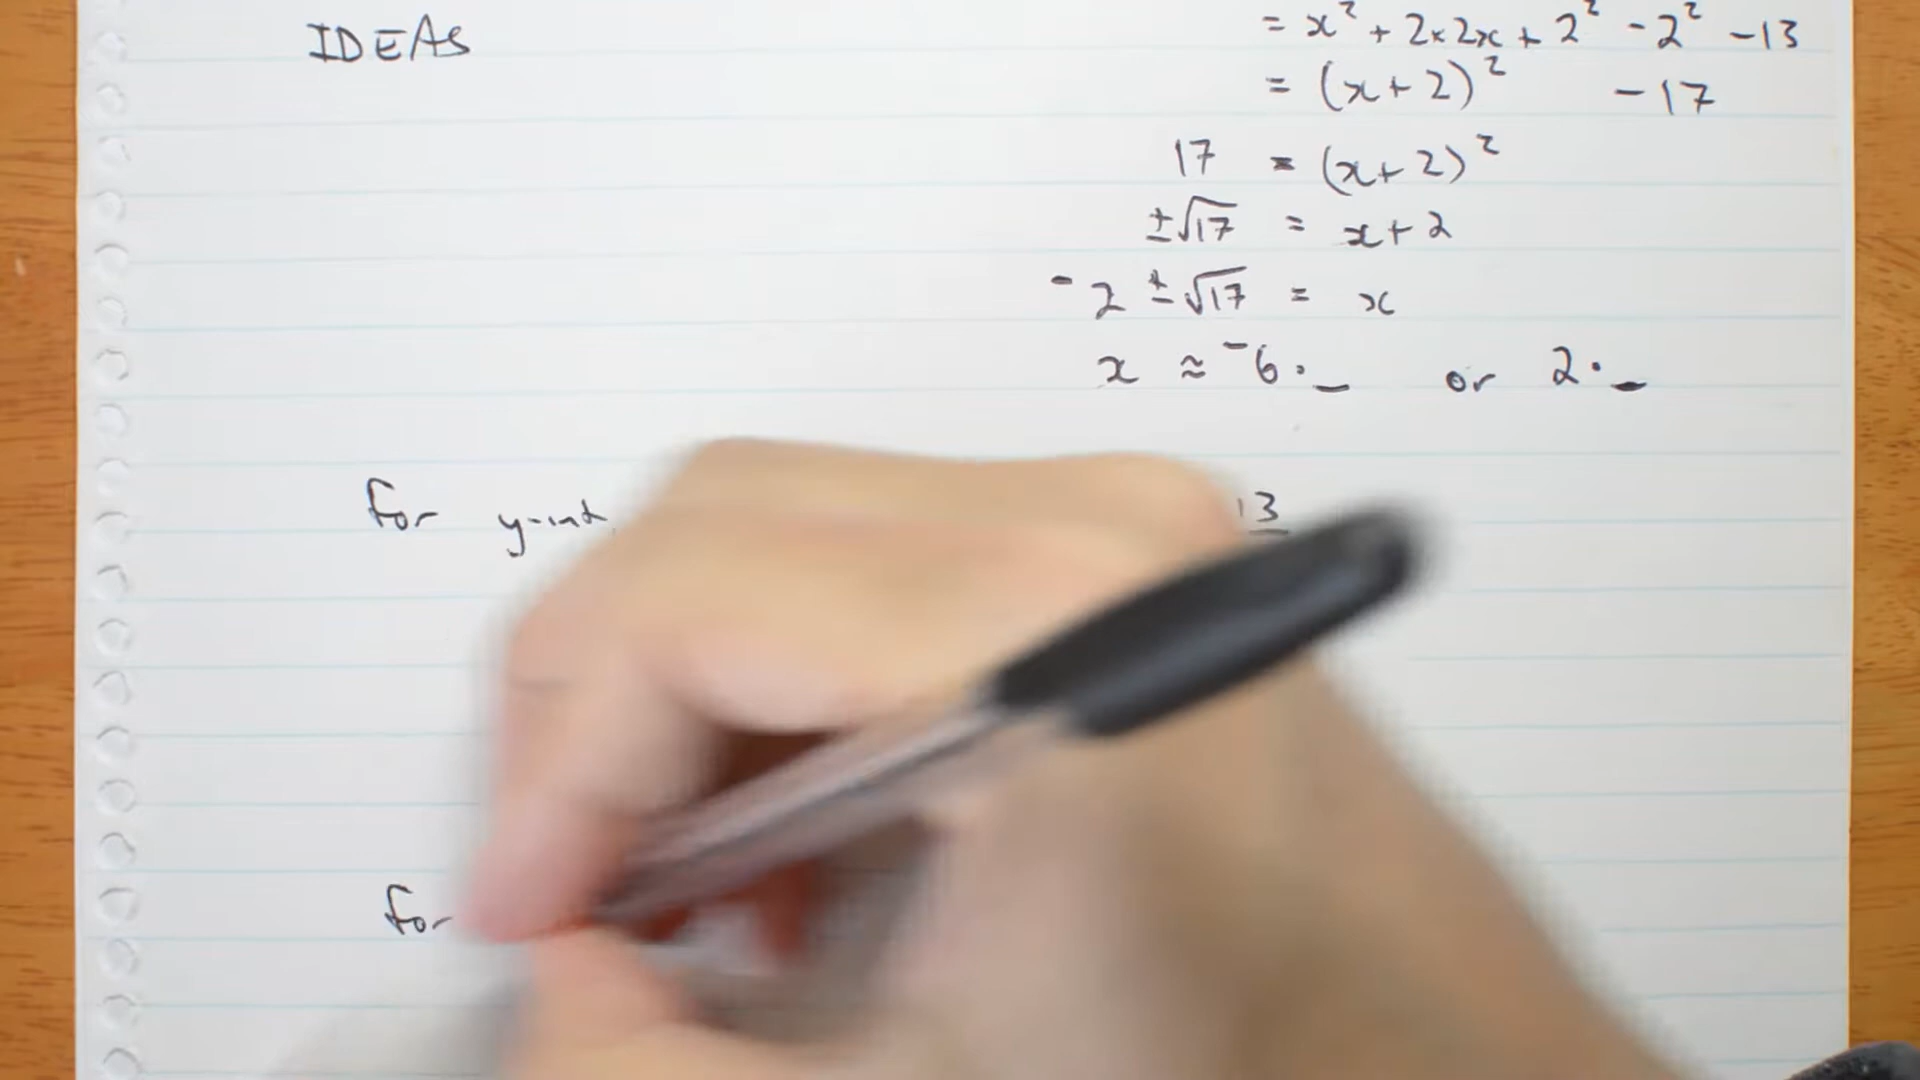 IDEAS
= x² + 2×2x + 2² - 2² - 13
= (x+2)² - 17
17 = (x+2)²
±√17 = x+2
⁻2 ±√17 = x
x ≈ ⁻6·_ or 2·_
for y-int 13
for